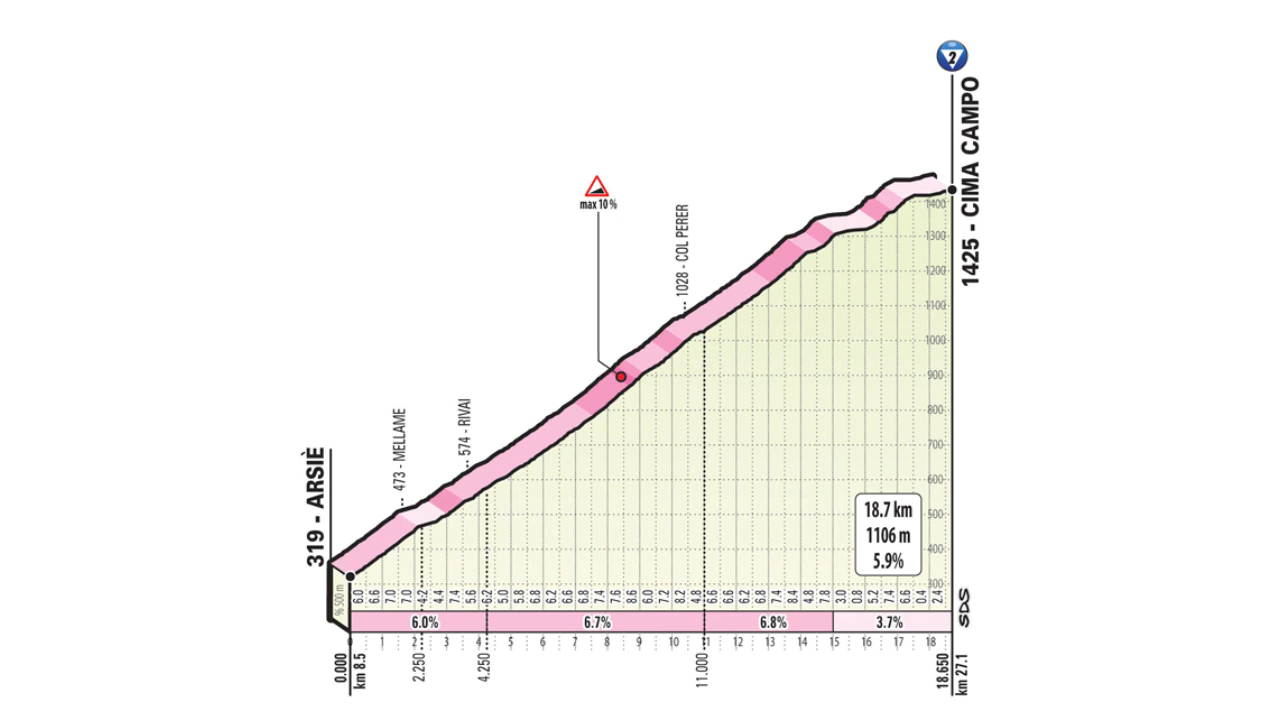 2
1425 - CIMA CAMPO
max 10 %
1028 - COL PERER
574 - RIVAI
473 - MELLAME
319 - ARSIÈ
1400
1300
1200
1100
1000
900
800
700
600
500
400
300
18.7 km
1106 m
5.9%
% 500 m
6.0 6.6 7.0 7.0 4.2 4.4 7.4 5.6 6.2 5.0 5.8 6.8 6.2 6.6 6.8 7.4 7.6 8.6 6.0 7.2 8.2 4.8 6.6 6.6 6.2 6.8 7.4 8.4 4.8 7.8 3.0 0.8 5.2 7.4 6.6 0.4 2.4
6.0% 6.7% 6.8% 3.7%
0 1 2 3 4 5 6 7 8 9 10 11 12 13 14 15 16 17 18
0.000 2.250 4.250 11.000 18.650
km 8.5 km 27.1
SDS